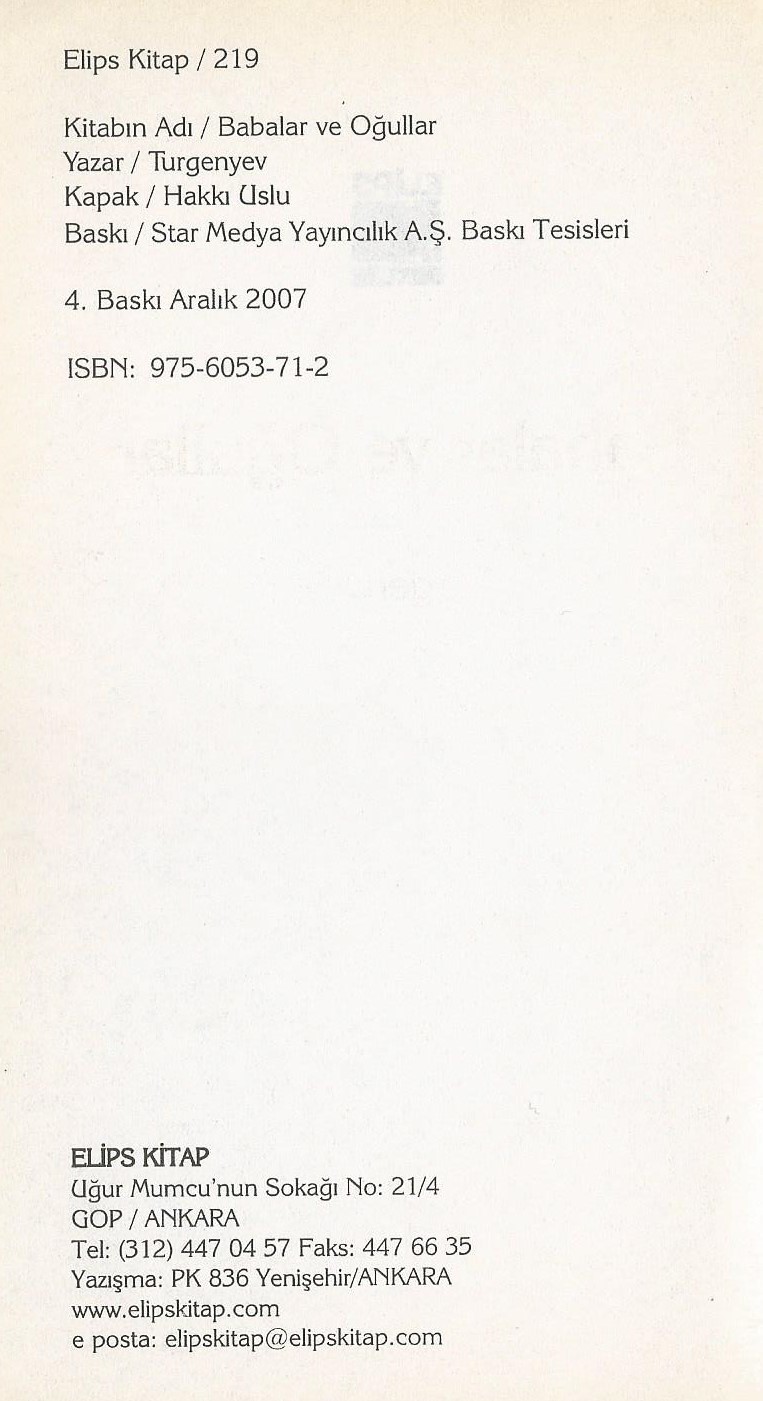 Elips Kitap / 219
Kitabın Adı / Babalar ve Oğullar
Yazar / Turgenyev
Kapak / Hakkı Uslu
Baskı / Star Medya Yayıncılık A.Ş. Baskı Tesisleri
4. Baskı Aralık 2007
ISBN: 975-6053-71-2
ELİPS KİTAP
Uğur Mumcu'nun Sokağı No: 21/4
GOP / ANKARA
Tel: (312) 447 04 57 Faks: 447 66 35
Yazışma: PK 836 Yenişehir/ANKARA
www.elipskitap.com
e posta: elipskitap@elipskitap.com